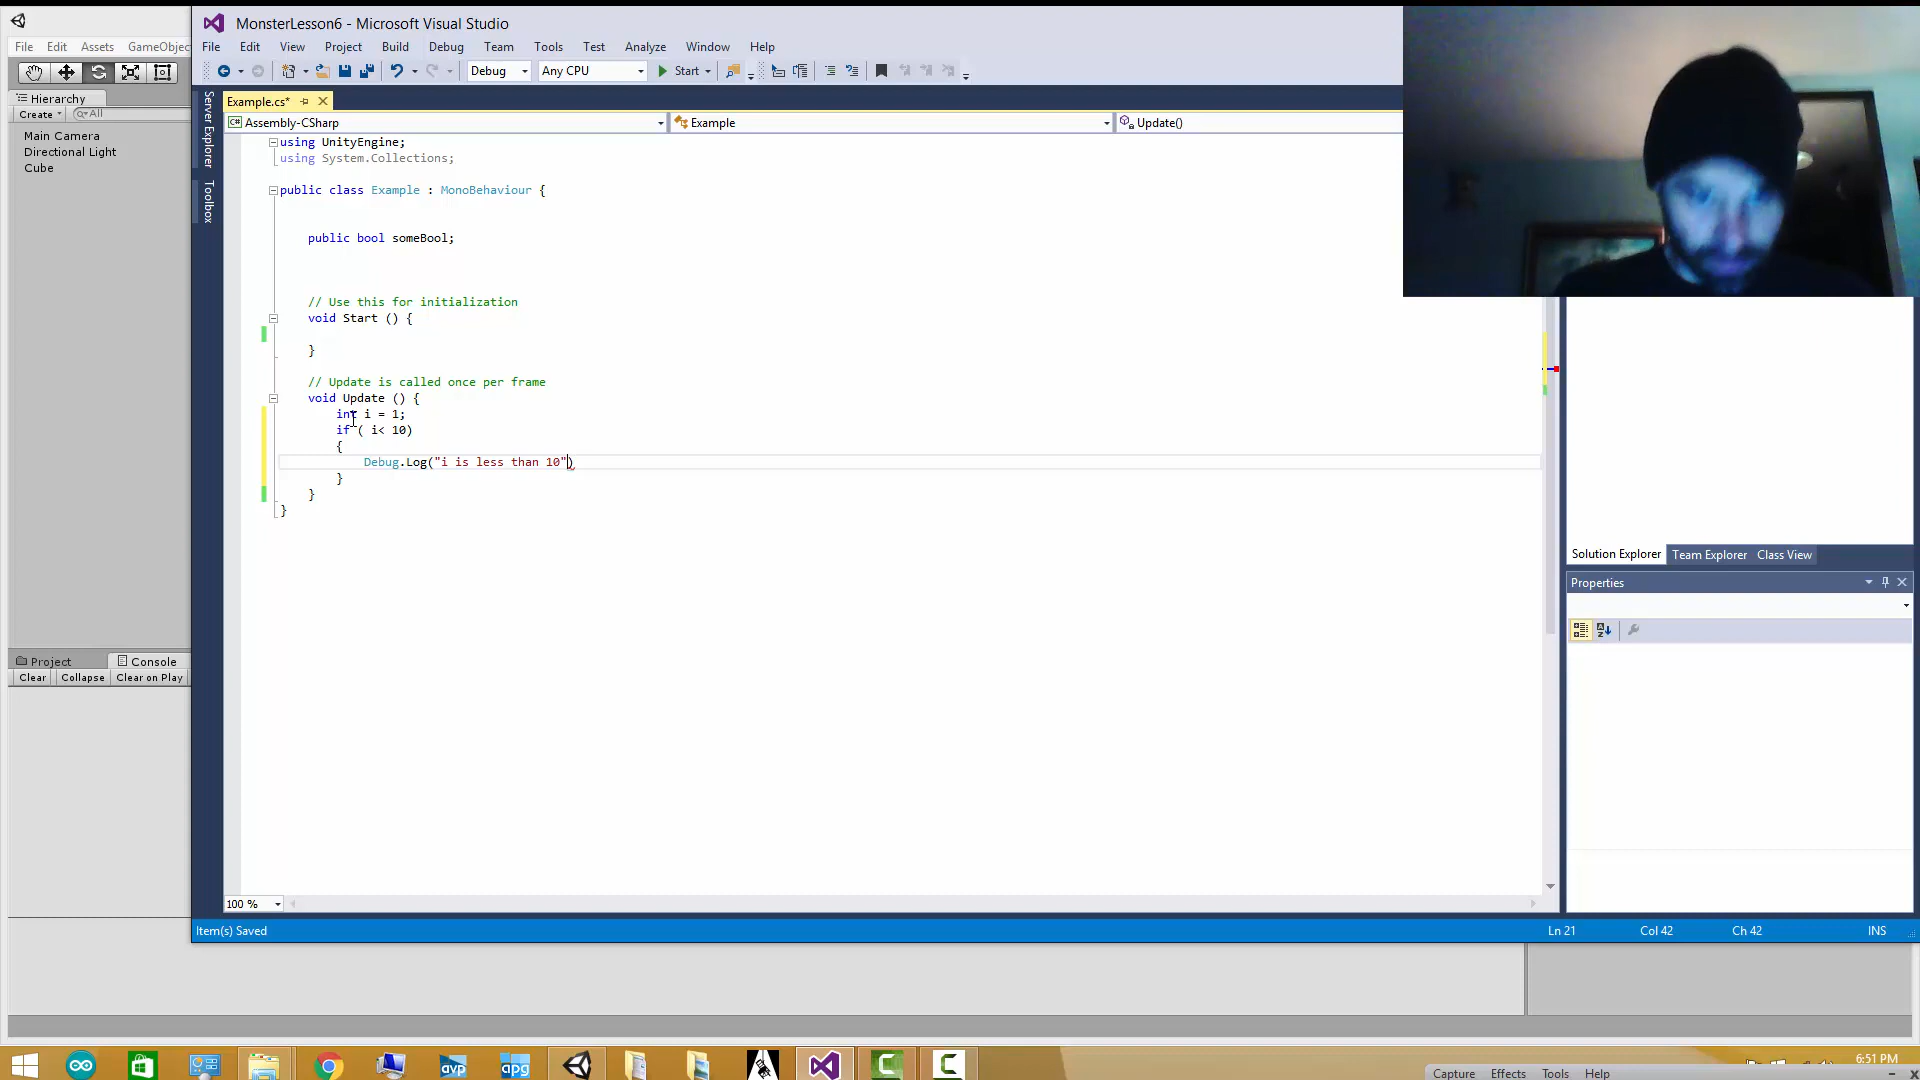 MonsterLesson6 - Microsoft Visual Studio
File Edit Assets GameObjec
File Edit View Project Build Debug Team Tools Test Analyze Window Help
Debug Any CPU Start
Hierarchy
Create All
Main Camera
Directional Light
Cube
Server Explorer
Toolbox
Example.cs*
Assembly-CSharp Example Update()
using UnityEngine;
using System.Collections;
public class Example : MonoBehaviour {
public bool someBool;
// Use this for initialization
void Start () {
}
// Update is called once per frame
void Update () {
int i = 1;
if ( i< 10)
{
Debug.Log("i is less than 10")
}
}
}
Solution Explorer Team Explorer Class View
Properties
Project Console
Clear Collapse Clear on Play
100 %
Item(s) Saved Ln 21 Col 42 Ch 42 INS
avp apg
6:51 PM
Capture Effects Tools Help